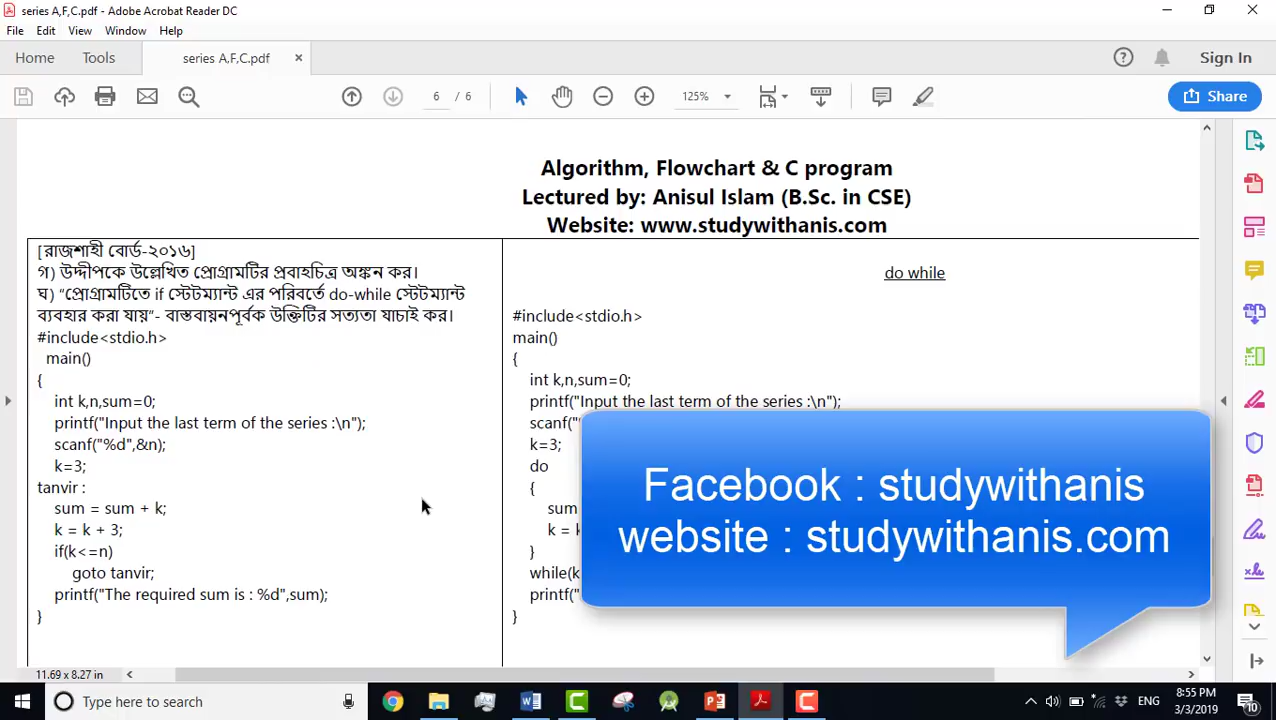 series A,F,C.pdf - Adobe Acrobat Reader DC
File Edit View Window Help
Home Tools series A,F,C.pdf × Sign In
6 / 6 125% Share
Algorithm, Flowchart & C program
Lectured by: Anisul Islam (B.Sc. in CSE)
Website: www.studywithanis.com
[রাজশাহী বোর্ড-২০১৬]
গ) উদ্দীপকে উল্লেখিত প্রোগ্রামটির প্রবাহচিত্র অঙ্কন কর।
ঘ) “প্রোগ্রামটিতে if স্টেটম্যান্ট এর পরিবর্তে do-while স্টেটম্যান্ট
ব্যবহার করা যায়”- বাস্তবায়নপূর্বক উক্তিটির সত্যতা যাচাই কর।
#include<stdio.h>
main()
{
int k,n,sum=0;
printf("Input the last term of the series :\n");
scanf("%d",&n);
k=3;
tanvir :
sum = sum + k;
k = k + 3;
if(k<=n)
goto tanvir;
printf("The required sum is : %d",sum);
}
do while
#include<stdio.h>
main()
{
int k,n,sum=0;
printf("Input the last term of the series :\n");
scanf("
k=3;
do
{
sum
k = k
}
while(k
printf("
}
Facebook : studywithanis
website : studywithanis.com
11.69 x 8.27 in
Type here to search
ENG
8:55 PM
3/3/2019
10